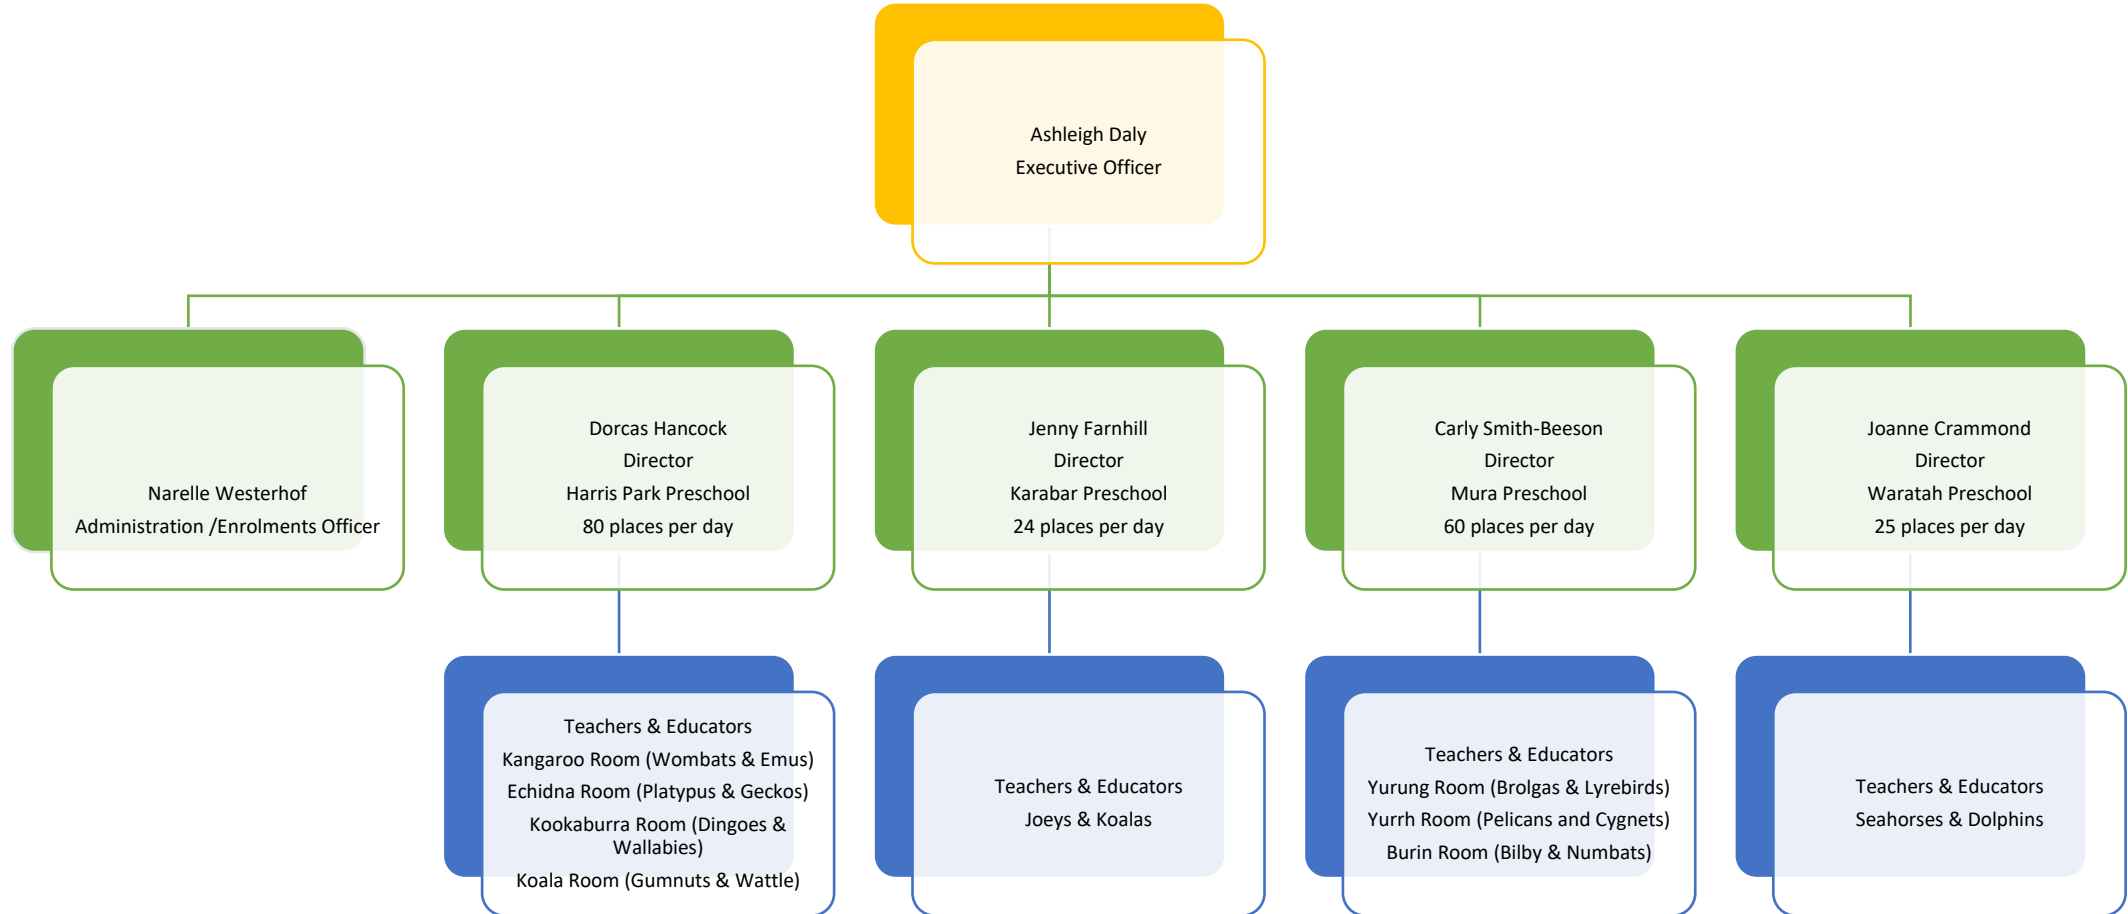 Ashleigh Daly
Executive Officer
Narelle Westerhof
Administration /Enrolments Officer
Dorcas Hancock
Director
Harris Park Preschool
80 places per day
Jenny Farnhill
Director
Karabar Preschool
24 places per day
Carly Smith-Beeson
Director
Mura Preschool
60 places per day
Joanne Crammond
Director
Waratah Preschool
25 places per day
Teachers & Educators
Kangaroo Room (Wombats & Emus)
Echidna Room (Platypus & Geckos)
Kookaburra Room (Dingoes &
Wallabies)
Koala Room (Gumnuts & Wattle)
Teachers & Educators
Joeys & Koalas
Teachers & Educators
Yurung Room (Brolgas & Lyrebirds)
Yurrh Room (Pelicans and Cygnets)
Burin Room (Bilby & Numbats)
Teachers & Educators
Seahorses & Dolphins